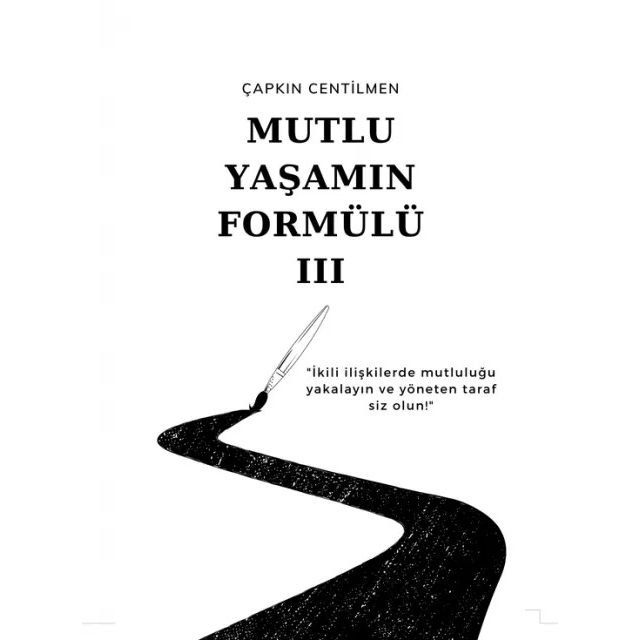 ÇAPKIN CENTİLMEN
MUTLU
YAŞAMIN
FORMÜLÜ
III
"İkili ilişkilerde mutluluğu
yakalayın ve yöneten taraf
siz olun!"